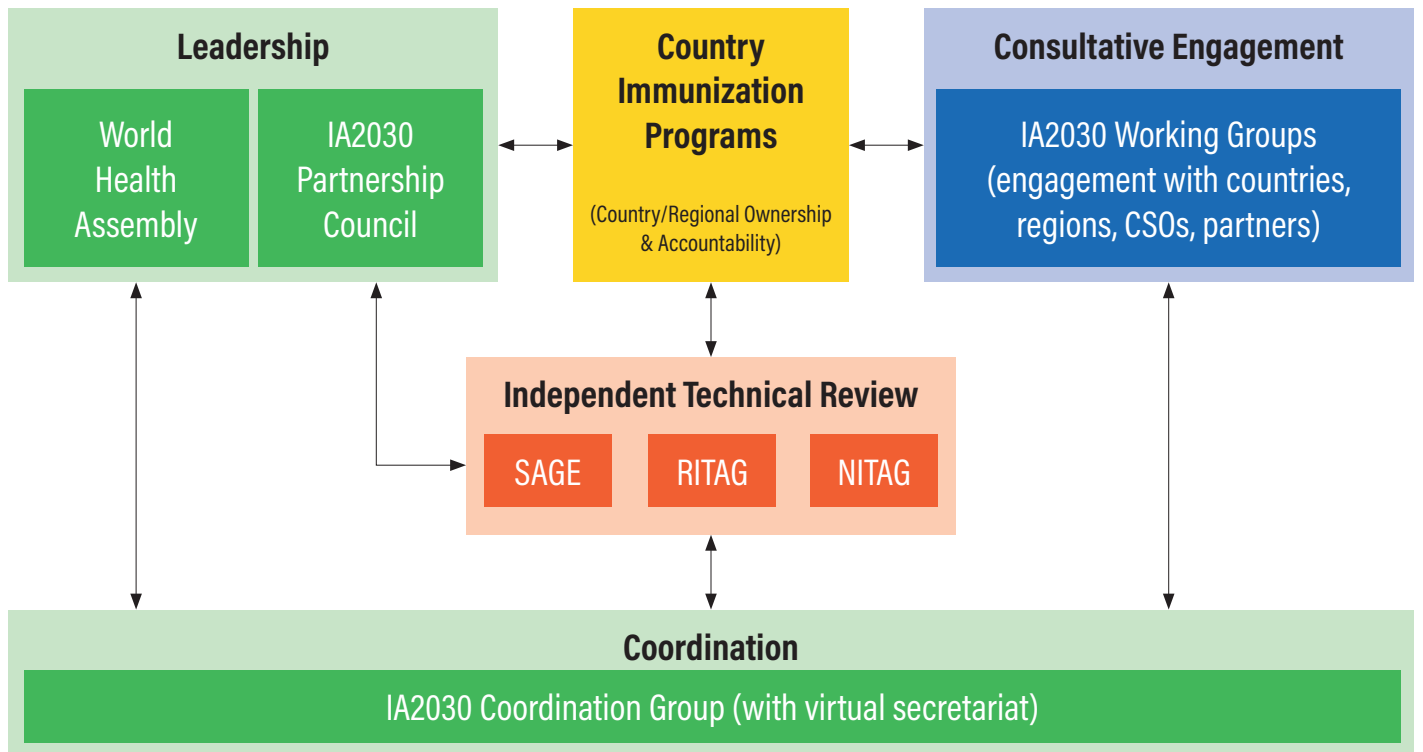 Leadership
World
Health
Assembly
IA2030
Partnership
Council
Country
Immunization
Programs
(Country/Regional Ownership
& Accountability)
Consultative Engagement
IA2030 Working Groups
(engagement with countries,
regions, CSOs, partners)
Independent Technical Review
SAGE
RITAG
NITAG
Coordination
IA2030 Coordination Group (with virtual secretariat)